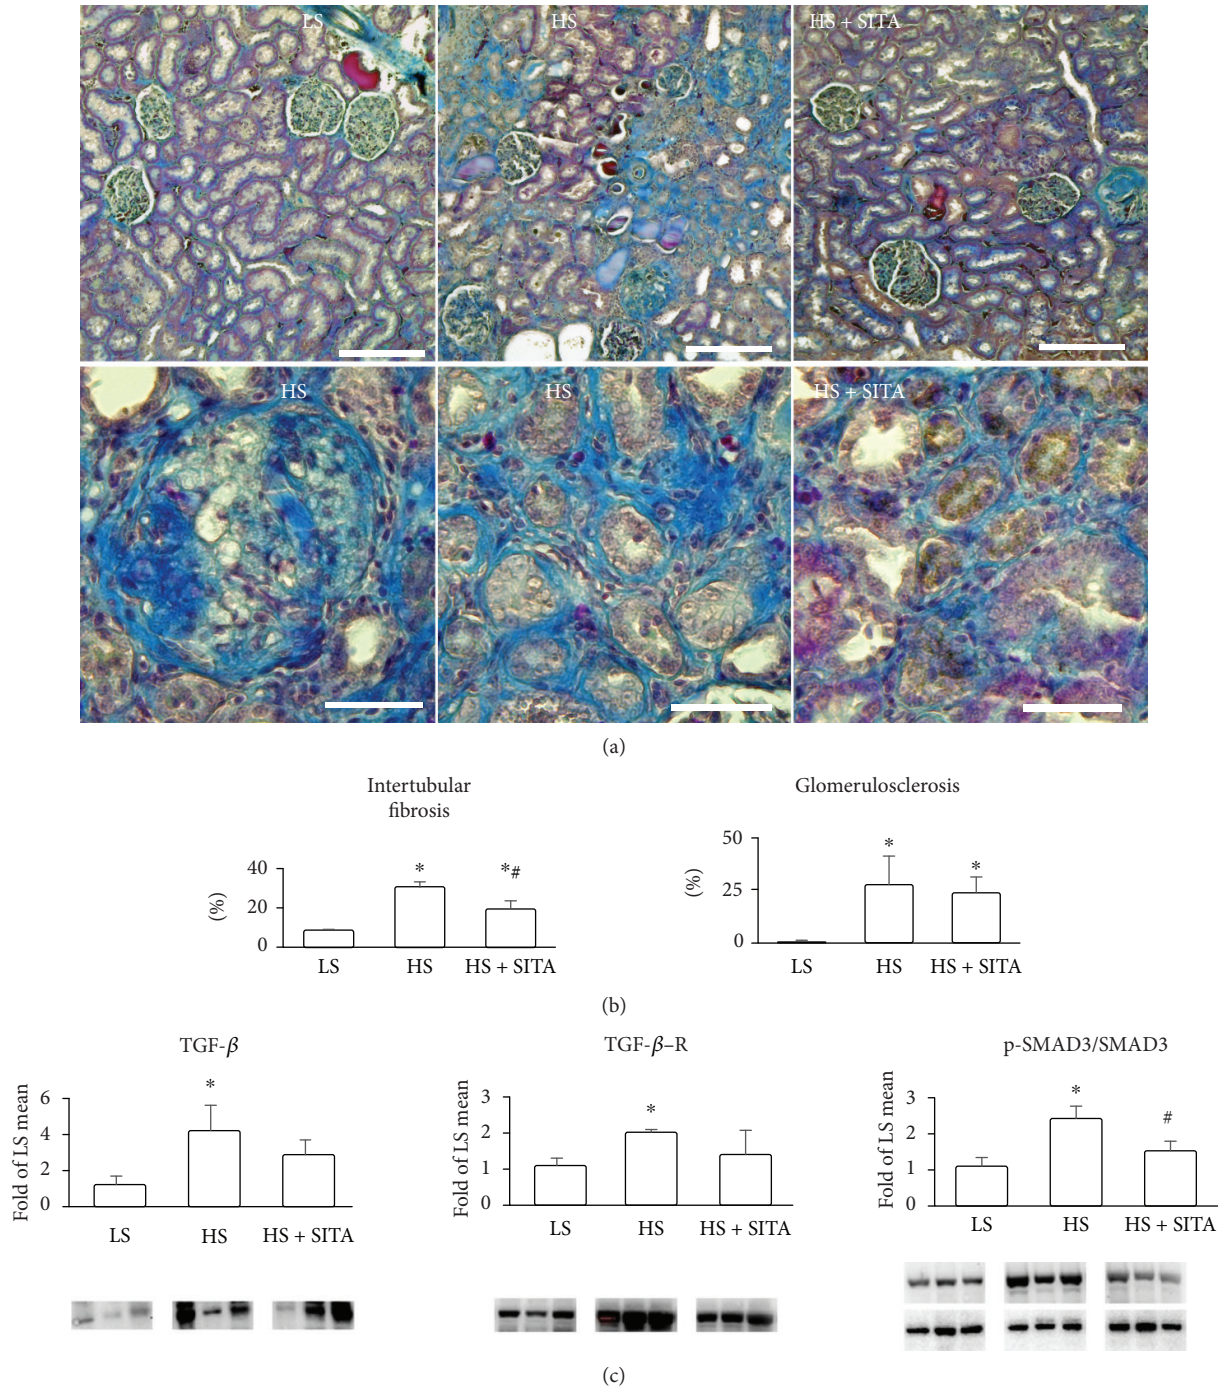 LS
HS
HS + SITA
HS
HS
HS + SITA
(a)
Intertubular
fibrosis
Glomerulosclerosis
40
20
0
(%)
*
*#
LS
HS
HS + SITA
50
25
0
(%)
*
*
LS
HS
HS + SITA
(b)
TGF-β
TGF-β–R
p-SMAD3/SMAD3
Fold of LS mean
6
4
2
0
*
LS
HS
HS + SITA
Fold of LS mean
3
2
1
0
*
LS
HS
HS + SITA
Fold of LS mean
3
2
1
0
*
#
LS
HS
HS + SITA
(c)